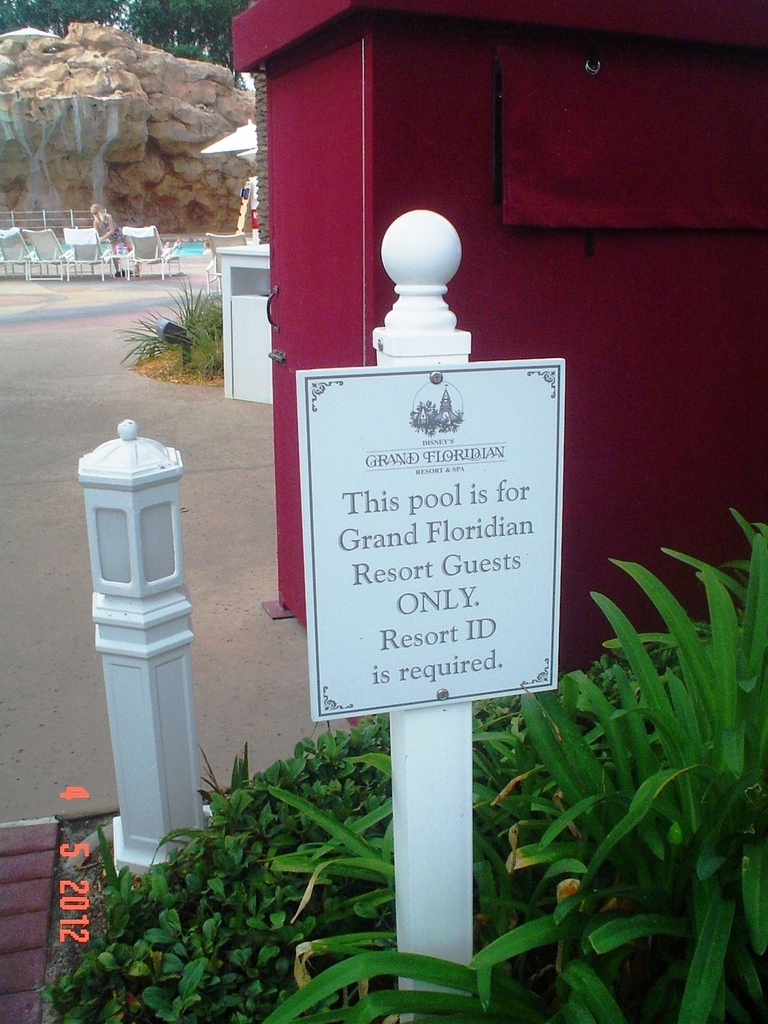 DISNEY'S
GRAND FLORIDIAN
RESORT & SPA
This pool is for
Grand Floridian
Resort Guests
ONLY.
Resort ID
is required.
4 5 2012